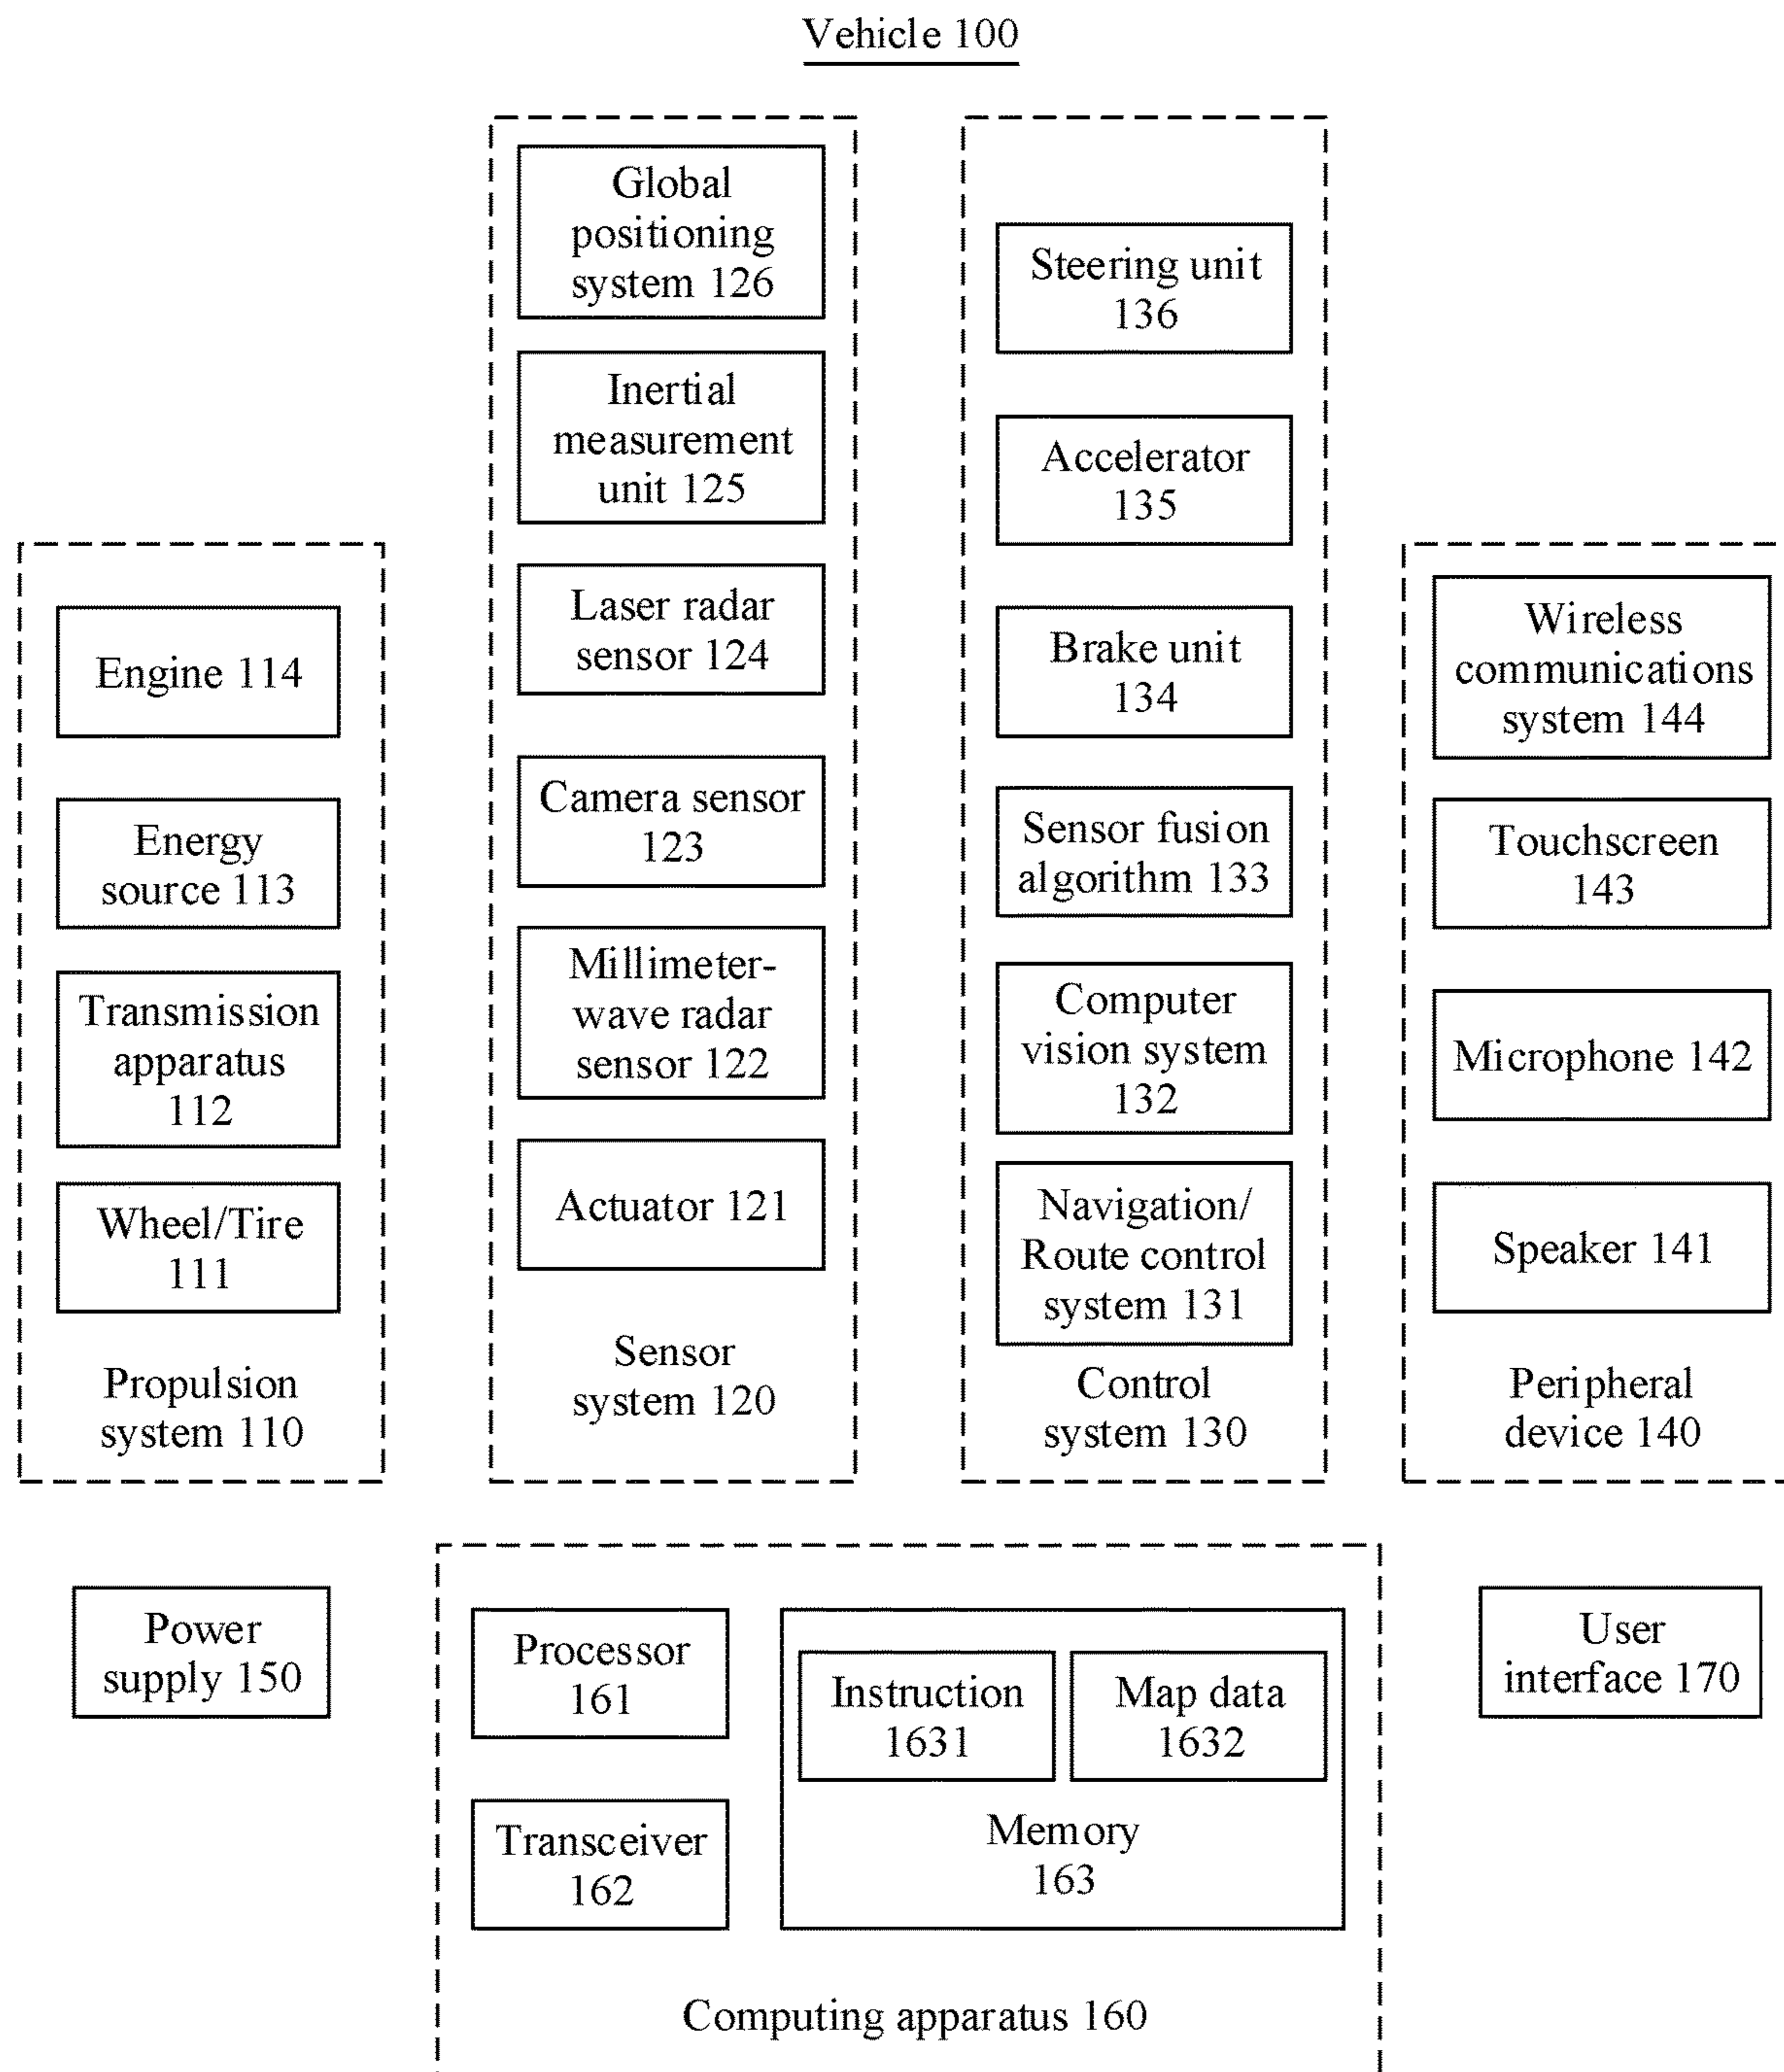 Vehicle 100
Engine 114
Energy
source 113
Transmission
apparatus
112
Wheel/Tire
111
Propulsion
system 110
Global
positioning
system 126
Inertial
measurement
unit 125
Laser radar
sensor 124
Camera sensor
123
Millimeter-
wave radar
sensor 122
Actuator 121
Sensor
system 120
Steering unit
136
Accelerator
135
Brake unit
134
Sensor fusion
algorithm 133
Computer
vision system
132
Navigation/
Route control
system 131
Control
system 130
Wireless
communications
system 144
Touchscreen
143
Microphone 142
Speaker 141
Peripheral
device 140
Power
supply 150
Processor
161
Transceiver
162
Instruction
1631
Map data
1632
Memory
163
Computing apparatus 160
User
interface 170